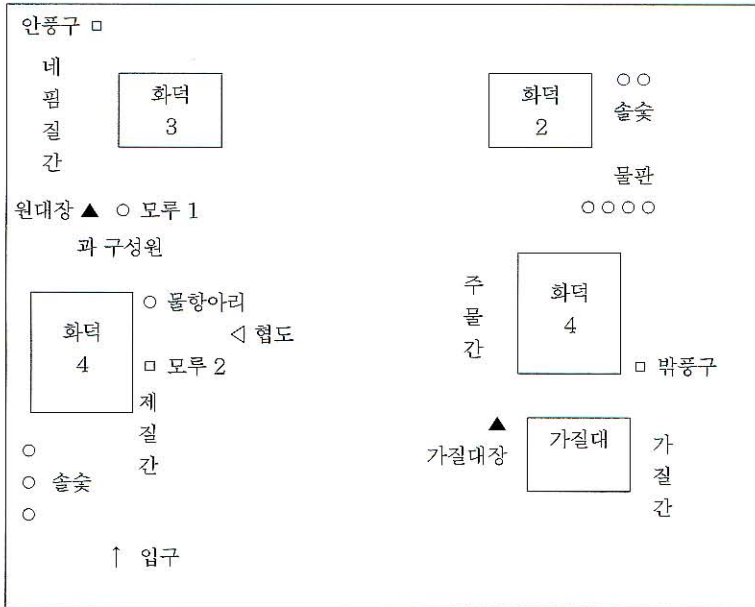 안풍구 □
네핌질간
화덕
3
화덕
2
○ ○
솔숯
물판
○ ○ ○ ○
원대장 ▲ ○ 모루 1
과 구성원
화덕
4
○ 물항아리
◁ 협도
□ 모루 2
제질간
주물간
화덕
4
□ 밖풍구
▲
가질대장
가질대
가질간
○
○ 솔숯
○
↑ 입구